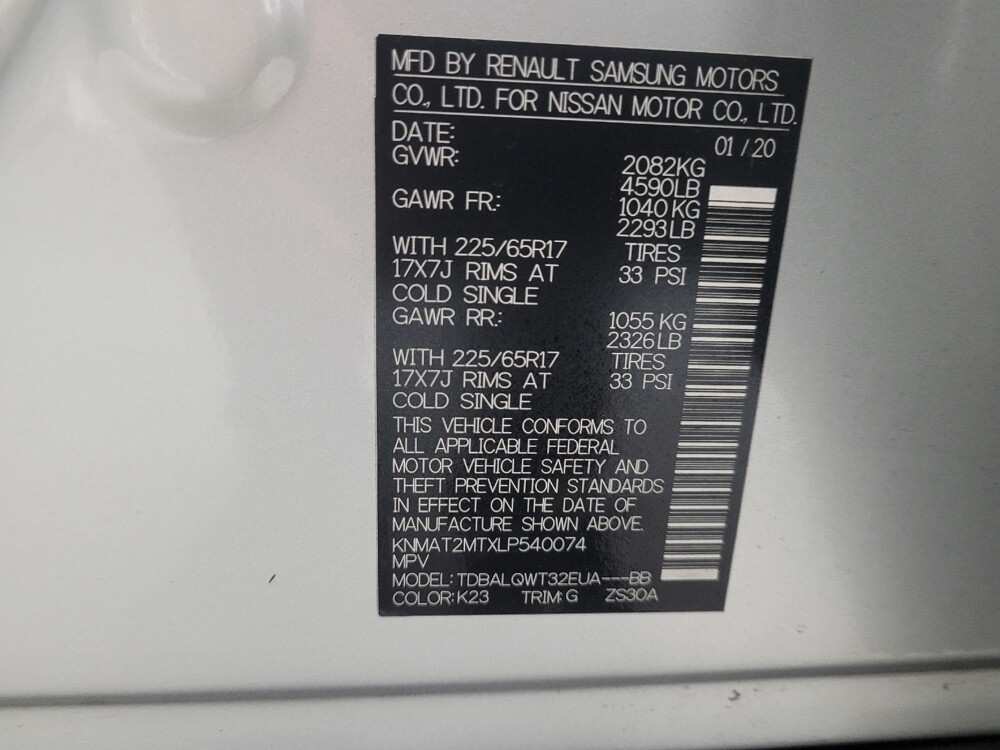 MFD BY RENAULT SAMSUNG MOTORS
CO., LTD. FOR NISSAN MOTOR CO., LTD.
DATE: 01 / 20
GVWR: 2082KG
4590LB
GAWR FR.: 1040 KG
2293 LB
WITH 225/65R17 TIRES
17X7J RIMS AT 33 PSI
COLD SINGLE
GAWR RR.: 1055 KG
2326 LB
WITH 225/65R17 TIRES
17X7J RIMS AT 33 PSI
COLD SINGLE
THIS VEHICLE CONFORMS TO
ALL APPLICABLE FEDERAL
MOTOR VEHICLE SAFETY AND
THEFT PREVENTION STANDARDS
IN EFFECT ON THE DATE OF
MANUFACTURE SHOWN ABOVE.
KNMAT2MTXLP540074
MPV
MODEL: TDBALQWT32EUA---BB
COLOR: K23 TRIM: G ZS30A